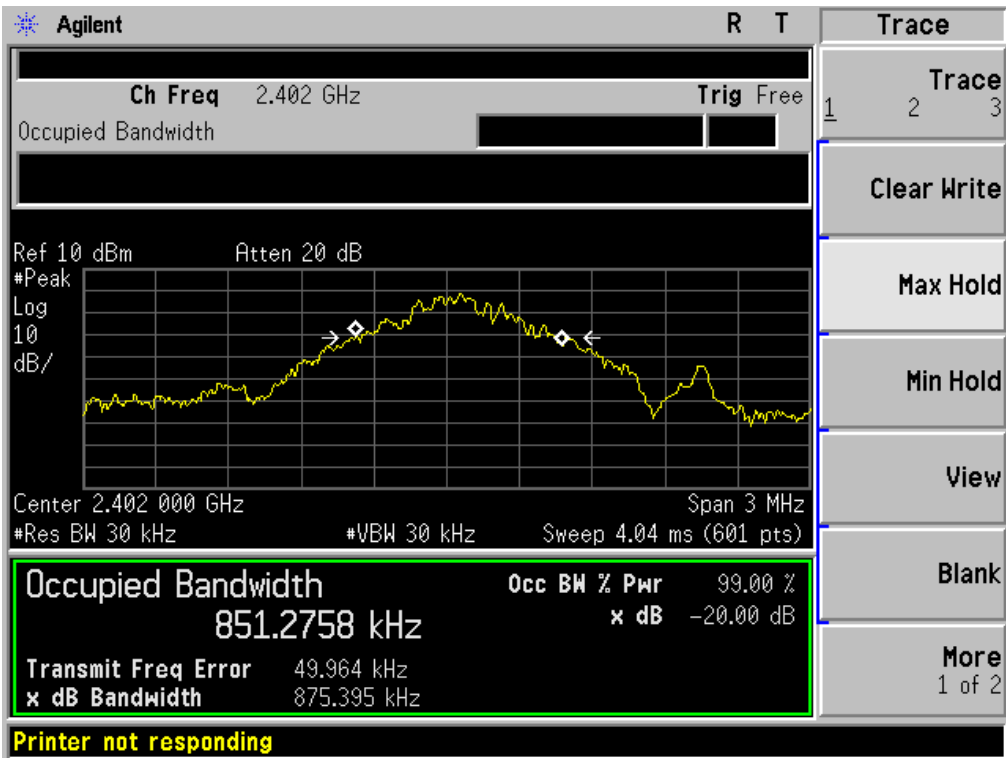 Agilent R T Trace
Ch Freq 2.402 GHz Trig Free
Occupied Bandwidth
Trace
1 2 3
Clear Write
Max Hold
Min Hold
View
Blank
More
1 of 2
Ref 10 dBm Atten 20 dB
#Peak
Log
10
dB/
Center 2.402 000 GHz Span 3 MHz
#Res BW 30 kHz #VBW 30 kHz Sweep 4.04 ms (601 pts)
Occupied Bandwidth Occ BW % Pwr 99.00 %
851.2758 kHz x dB -20.00 dB
Transmit Freq Error 49.964 kHz
x dB Bandwidth 875.395 kHz
Printer not responding